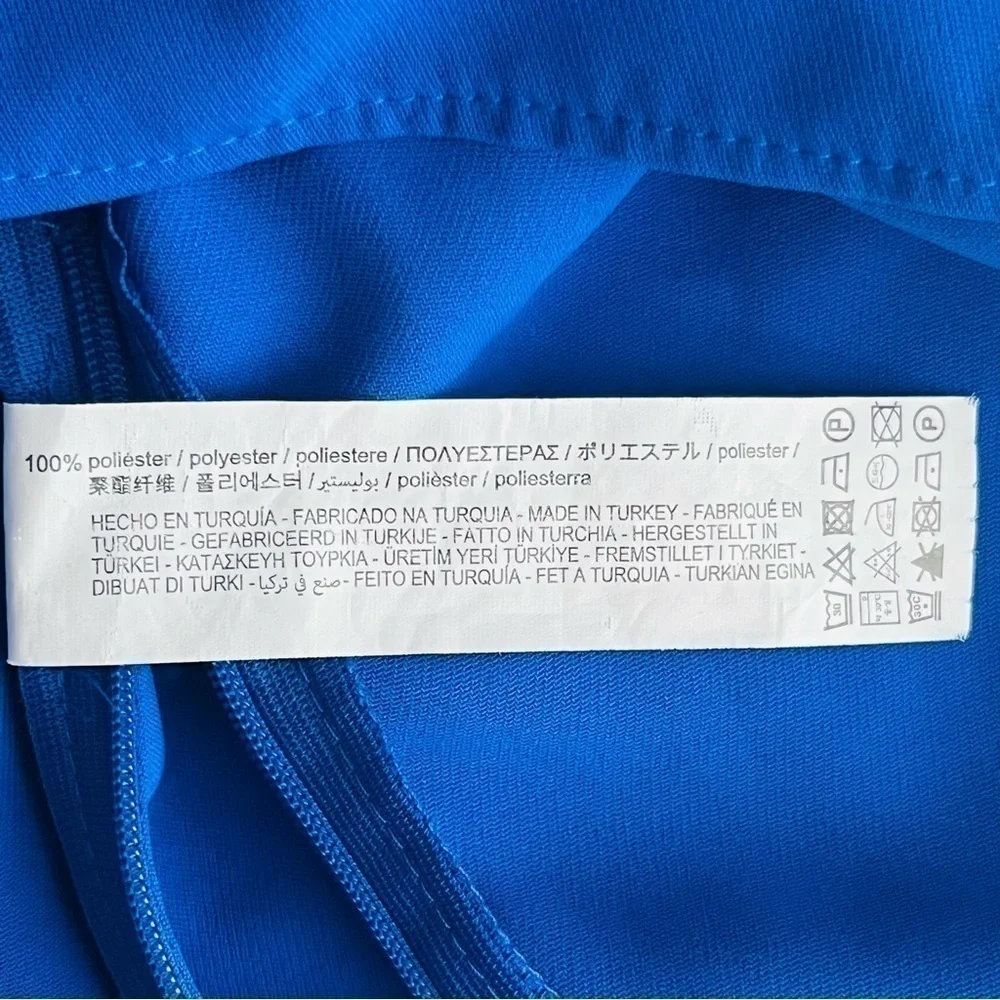 100% poliéster / polyester / poliestere / ΠΟΛΥΕΣΤΕΡΑΣ / ポリエステル / poliester /
聚酯纤维 / 폴리에스터 / بوليستير / polièster / poliesterra
HECHO EN TURQUÍA - FABRICADO NA TURQUIA - MADE IN TURKEY - FABRIQUÉ EN
TURQUIE - GEFABRICEERD IN TURKIJE - FATTO IN TURCHIA - HERGESTELLT IN
TÜRKEI - ΚΑΤΑΣΚΕΥΗ ΤΟΥΡΚΙΑ - ÜRETİM YERİ TÜRKİYE - FREMSTILLET I TYRKIET -
DIBUAT DI TURKI - صنع في تركيا - FEITO EN TURQUÍA - FET A TURQUIA - TURKIAN EGINA
P P
30 30C